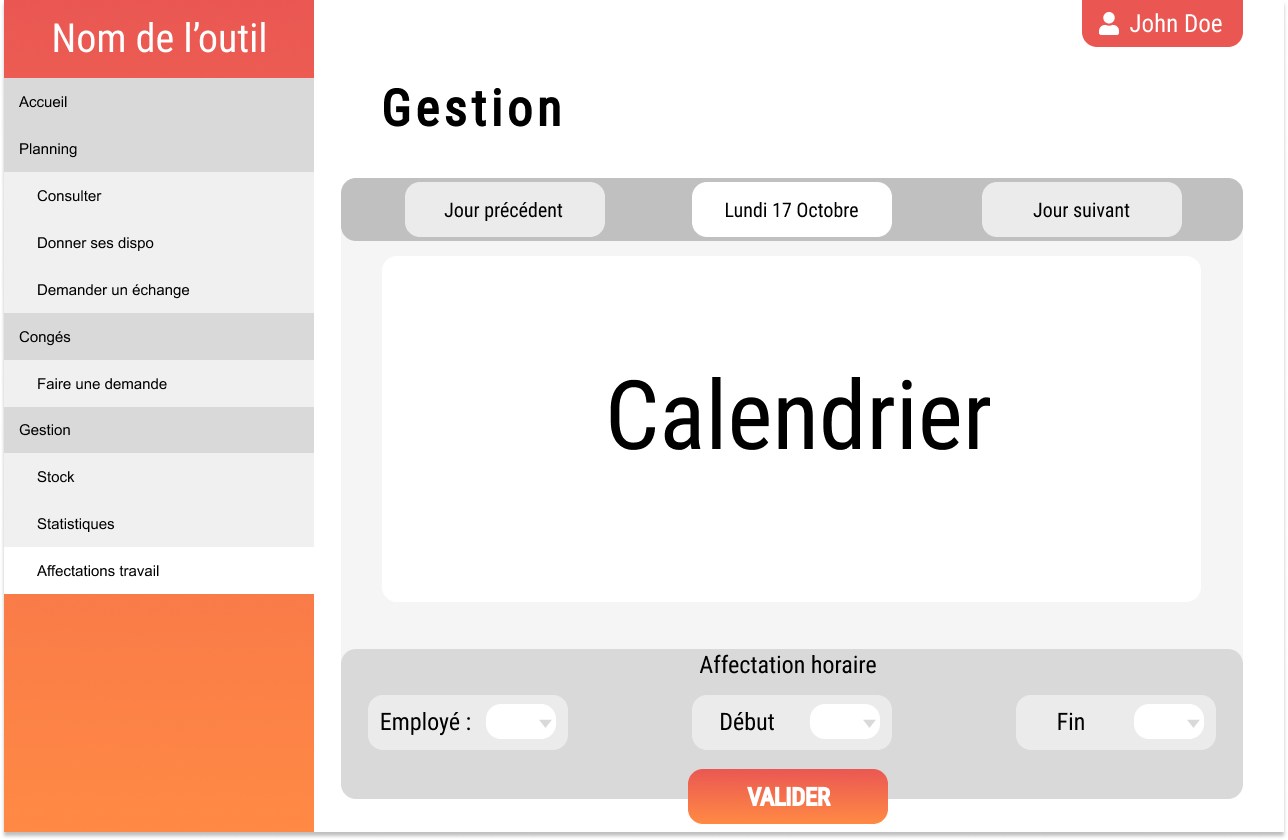 Nom de l’outil
John Doe
Accueil
Planning
Consulter
Donner ses dispo
Demander un échange
Congés
Faire une demande
Gestion
Stock
Statistiques
Affectations travail
Gestion
Jour précédent
Lundi 17 Octobre
Jour suivant
Calendrier
Affectation horaire
Employé :
Début
Fin
VALIDER